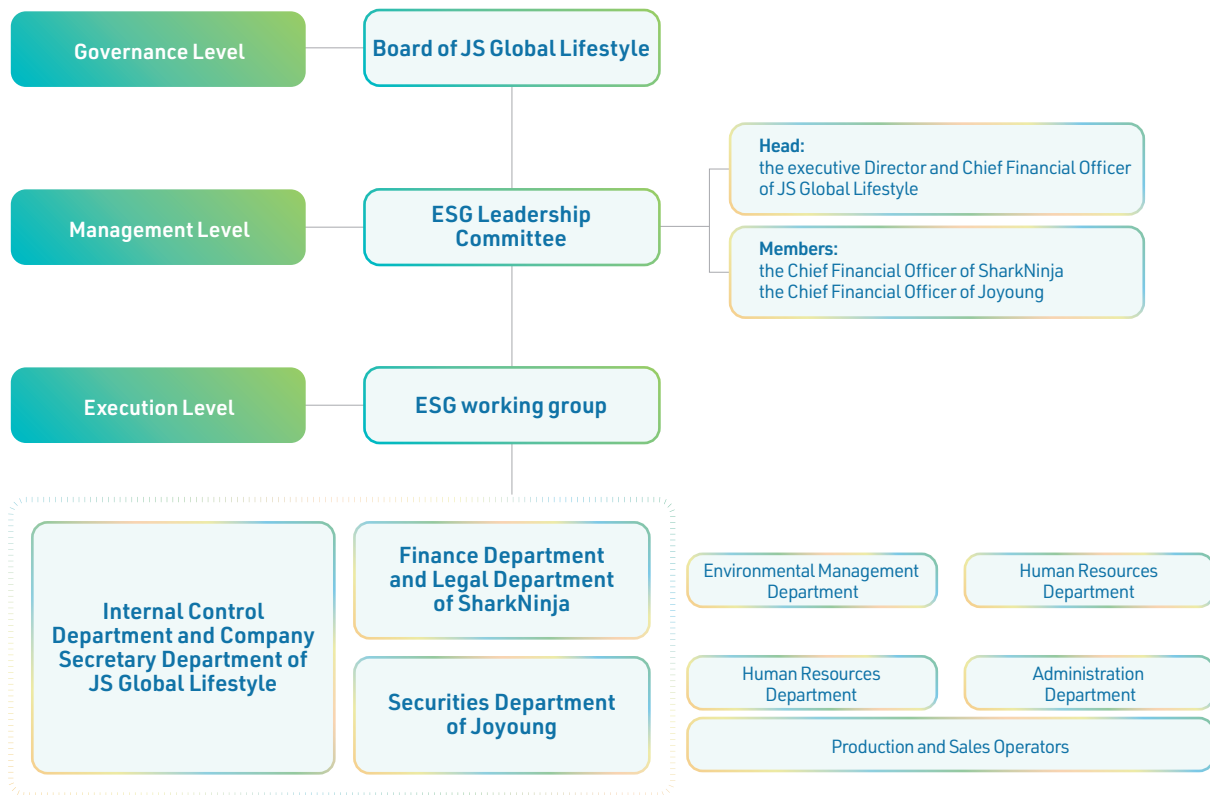 Governance Level
Board of JS Global Lifestyle
Head:
the executive Director and Chief Financial Officer
of JS Global Lifestyle
Management Level
ESG Leadership
Committee
Members:
the Chief Financial Officer of SharkNinja
the Chief Financial Officer of Joyoung
Execution Level
ESG working group
Internal Control
Department and Company
Secretary Department of
JS Global Lifestyle
Finance Department
and Legal Department
of SharkNinja
Securities Department
of Joyoung
Environmental Management
Department
Human Resources
Department
Human Resources
Department
Administration
Department
Production and Sales Operators